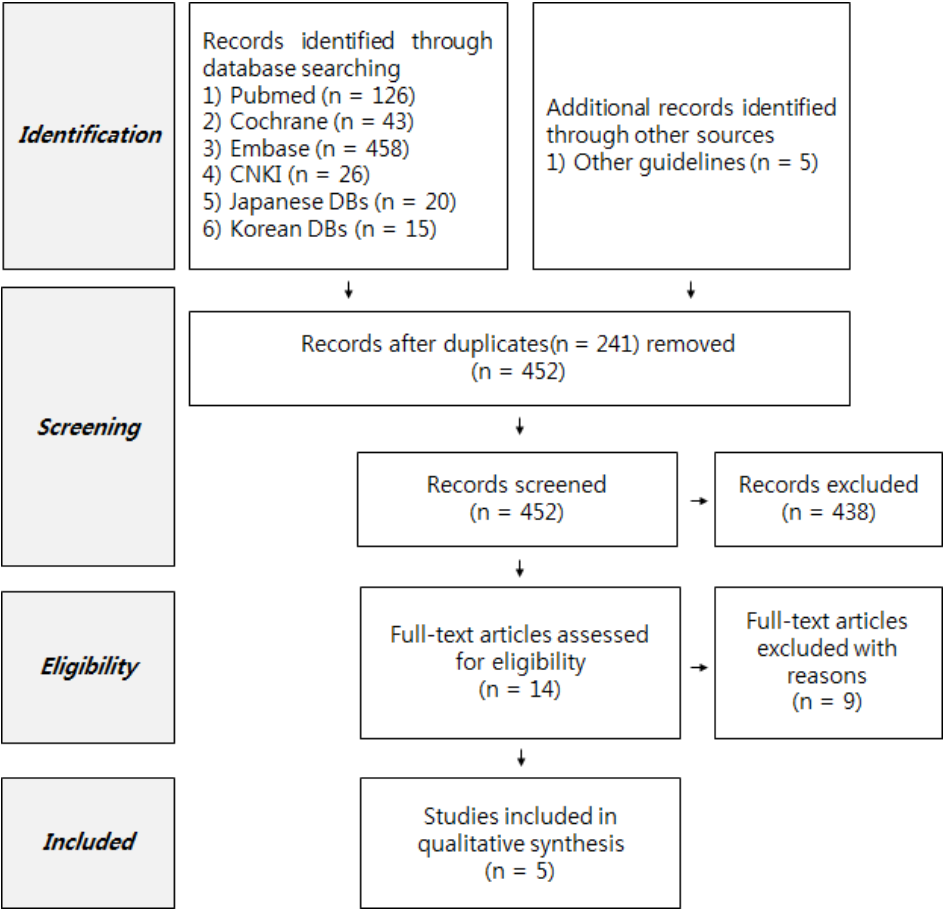 Identification
Records identified through
database searching
1) Pubmed (n = 126)
2) Cochrane (n = 43)
3) Embase (n = 458)
4) CNKI (n = 26)
5) Japanese DBs (n = 20)
6) Korean DBs (n = 15)
Additional records identified
through other sources
1) Other guidelines (n = 5)
Screening
Records after duplicates(n = 241) removed
(n = 452)
Records screened
(n = 452)
Records excluded
(n = 438)
Eligibility
Full-text articles assessed
for eligibility
(n = 14)
Full-text articles
excluded with
reasons
(n = 9)
Included
Studies included in
qualitative synthesis
(n = 5)